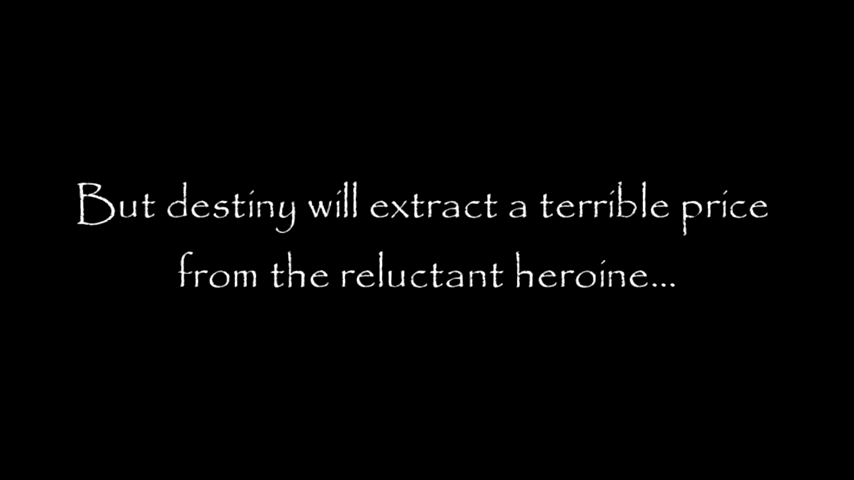 But destiny will extract a terrible price
from the reluctant heroine...